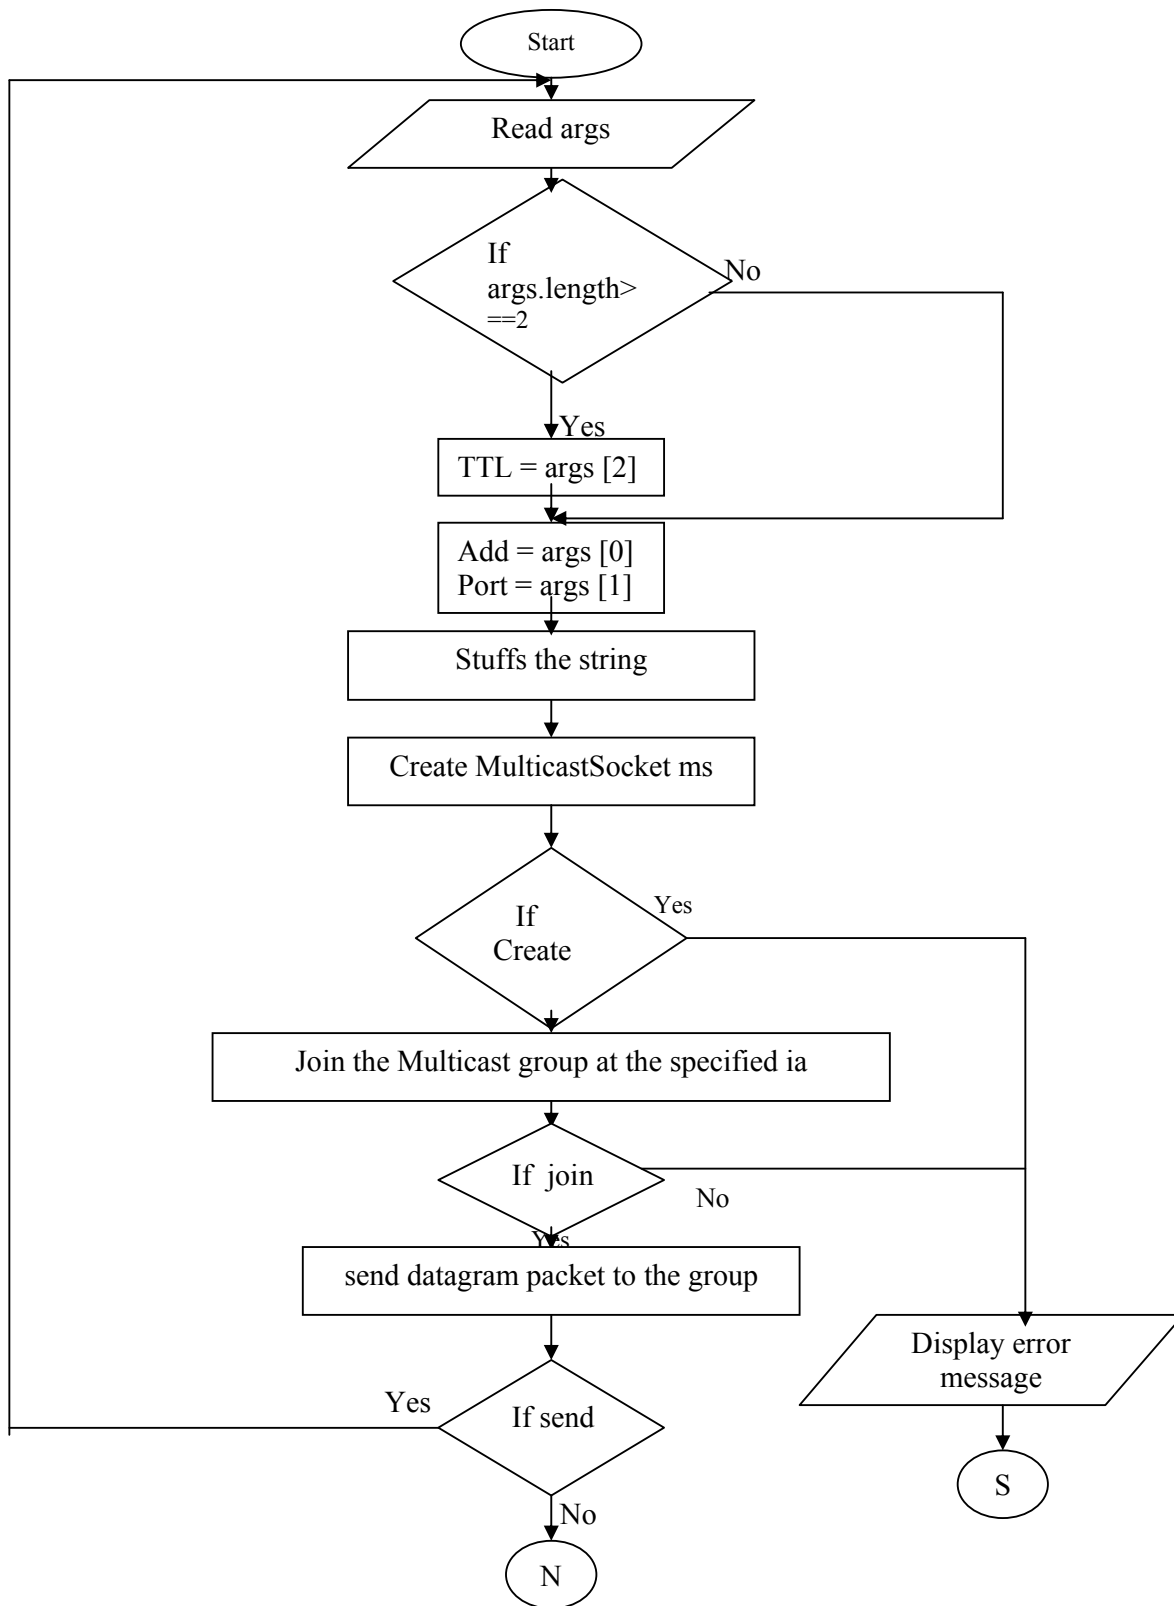 Start
Read args
If
args.length>
==2
No
Yes
TTL = args [2]
Add = args [0]
Port = args [1]
Stuffs the string
Create MulticastSocket ms
If
Create
Yes
Join the Multicast group at the specified ia
If join
No
Yes
send datagram packet to the group
Display error
message
Yes
If send
S
No
N